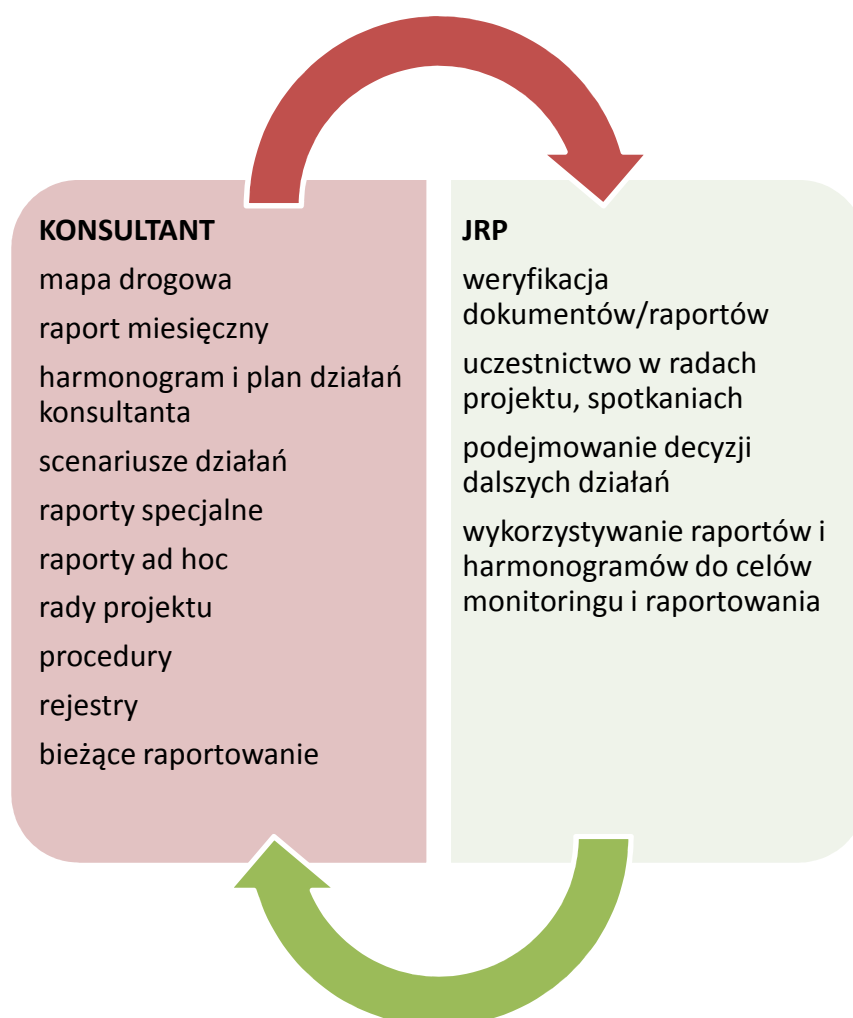 KONSULTANT
mapa drogowa
raport miesięczny
harmonogram i plan działań
konsultanta
scenariusze działań
raporty specjalne
raporty ad hoc
rady projektu
procedury
rejestry
bieżące raportowanie
JRP
weryfikacja
dokumentów/raportów
uczestnictwo w radach
projektu, spotkaniach
podejmowanie decyzji
dalszych działań
wykorzystywanie raportów i
harmonogramów do celów
monitoringu i raportowania